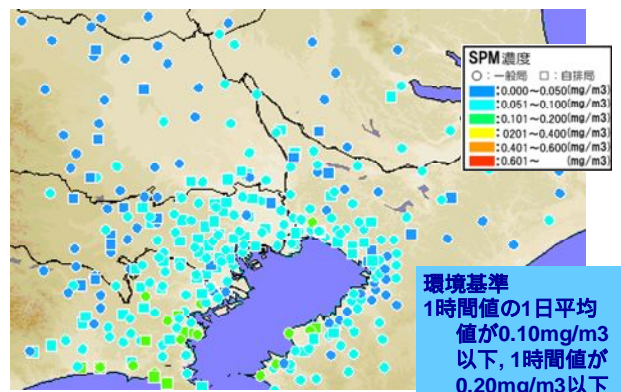 SPM濃度
○：一般局 □：自排局
:0.000～0.050(mg/m3)
:0.051～0.100(mg/m3)
:0.101～0.200(mg/m3)
:0201～0.400(mg/m3)
:0.401～0.600(mg/m3)
:0.601～ (mg/m3)
環境基準
1時間値の1日平均
値が0.10mg/m3
以下, 1時間値が
0.20mg/m3以下